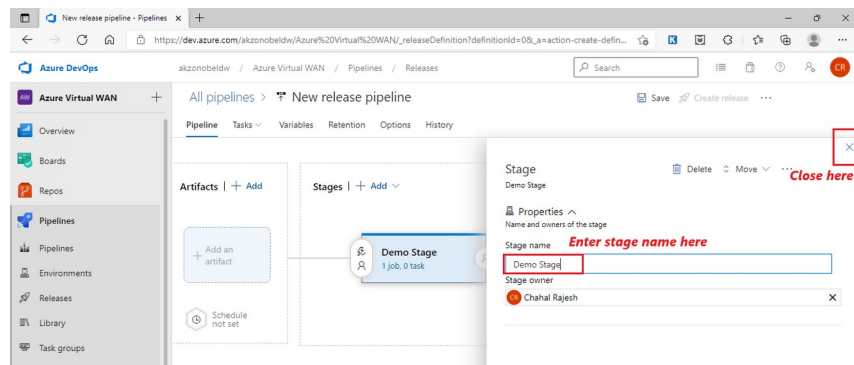 New release pipeline - Pipelines
https://dev.azure.com/akzonobeldw/Azure%20Virtual%20WAN/_releaseDefinition?definitionId=0&_a=action-create-defin...
Azure DevOps
akzonobeldw / Azure Virtual WAN / Pipelines / Releases
Search
CR
AW Azure Virtual WAN
All pipelines > New release pipeline
Save Create release ...
Overview
Pipeline Tasks Variables Retention Options History
Boards
Repos
Pipelines
Pipelines
Environments
Releases
Library
Task groups
Artifacts | + Add
Stages | + Add
Add an
artifact
Schedule
not set
Demo Stage
1 job, 0 task
Stage
Demo Stage
Delete Move ...
Close here
Properties
Name and owners of the stage
Stage name
Enter stage name here
Demo Stage
Stage owner
CR Chahal Rajesh